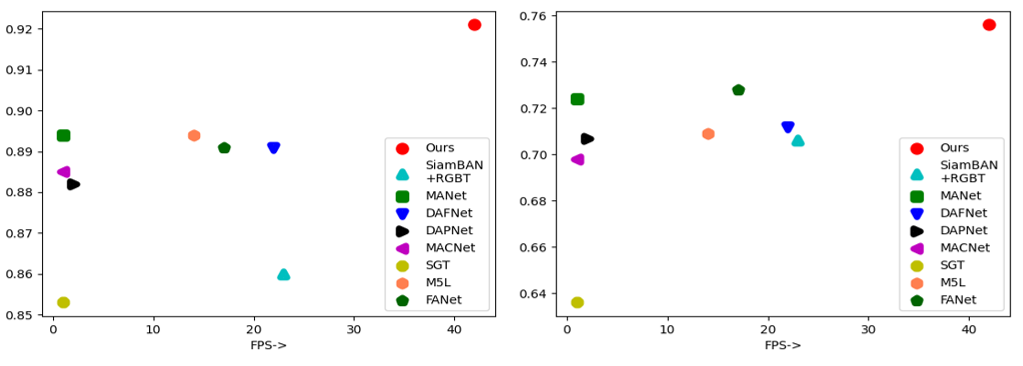 0.92
0.91
0.90
0.89
0.88
0.87
0.86
0.85
0
10
20
30
40
FPS->
Ours
SiamBAN
+RGBT
MANet
DAFNet
DAPNet
MACNet
SGT
M5L
FANet
0.76
0.74
0.72
0.70
0.68
0.66
0.64
0
10
20
30
40
FPS->
Ours
SiamBAN
+RGBT
MANet
DAFNet
DAPNet
MACNet
SGT
M5L
FANet